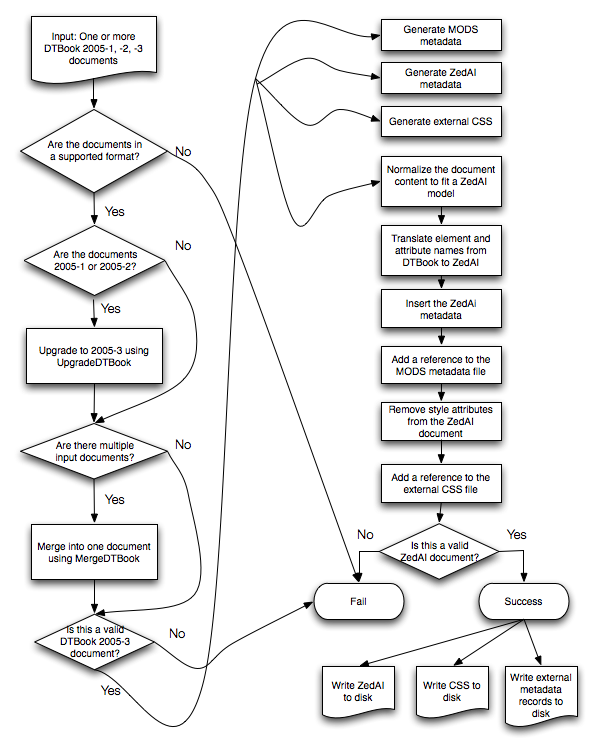 Input: One or more
DTBook 2005-1, -2, -3
documents
Are the documents in
a supported format?
No
Yes
Are the documents
2005-1 or 2005-2?
No
Yes
Upgrade to 2005-3 using
UpgradeDTBook
Are there multiple
input documents?
No
Yes
Merge into one document
using MergeDTBook
Is this a valid
DTBook 2005-3
document?
No
Yes
Generate MODS
metadata
Generate ZedAI
metadata
Generate external CSS
Normalize the document
content to fit a ZedAI
model
Translate element and
attribute names from
DTBook to ZedAI
Insert the ZedAi
metadata
Add a reference to the
MODS metadata file
Remove style attributes
from the ZedAI
document
Add a reference to the
external CSS file
Is this a valid
ZedAI document?
No
Yes
Fail
Success
Write ZedAI
to disk
Write CSS to
disk
Write external
metadata
records to
disk